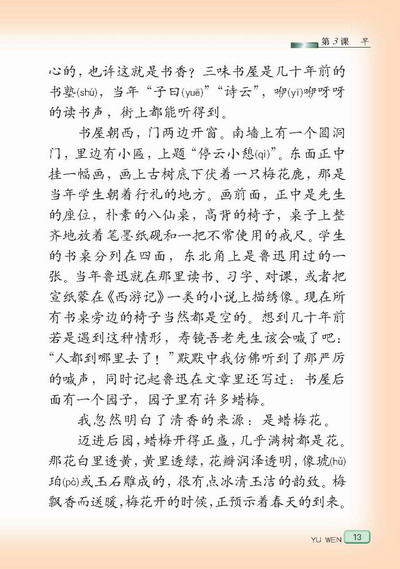 第3课 早
心的，也许这就是书香？三味书屋是几十年前的
书塾(shú)，当年“子曰(yuē)”“诗云”，咿(yī)咿呀呀
的读书声，街上都能听得到。
书屋朝西，门两边开窗。南墙上有一个圆洞
门，里边有小匾，上题“停云小憩(qì)”。东面正中
挂一幅画，画上古树底下伏着一只梅花鹿，那是
当年学生朝着行礼的地方。画前面，正中是先生
的座位，朴素的八仙桌，高背的椅子，桌子上整
齐地放着笔墨纸砚和一把不常使用的戒尺。学生
的书桌分列在四面，东北角上是鲁迅用过的一
张。当年鲁迅就在那里读书、习字、对课，或者把
宣纸蒙在《西游记》一类的小说上描绣像。现在所
有书桌旁边的椅子当然都是空的。想到几十年前
若是遇到这种情形，寿镜吾老先生该会喊了吧：
“人都到哪里去了！”默默中我仿佛听到了那严厉
的喊声，同时记起鲁迅在文章里还写过：书屋后
面有一个园子，园子里有许多蜡梅。
我忽然明白了清香的来源：是蜡梅花。
迈进后园，蜡梅开得正盛，几乎满树都是花。
那花白里透黄，黄里透绿，花瓣润泽透明，像琥(hǔ)
珀(pò)或玉石雕成的，很有点冰清玉洁的韵致。梅
飘香而送暖，梅花开的时候，正预示着春天的到来。
YU WEN 13